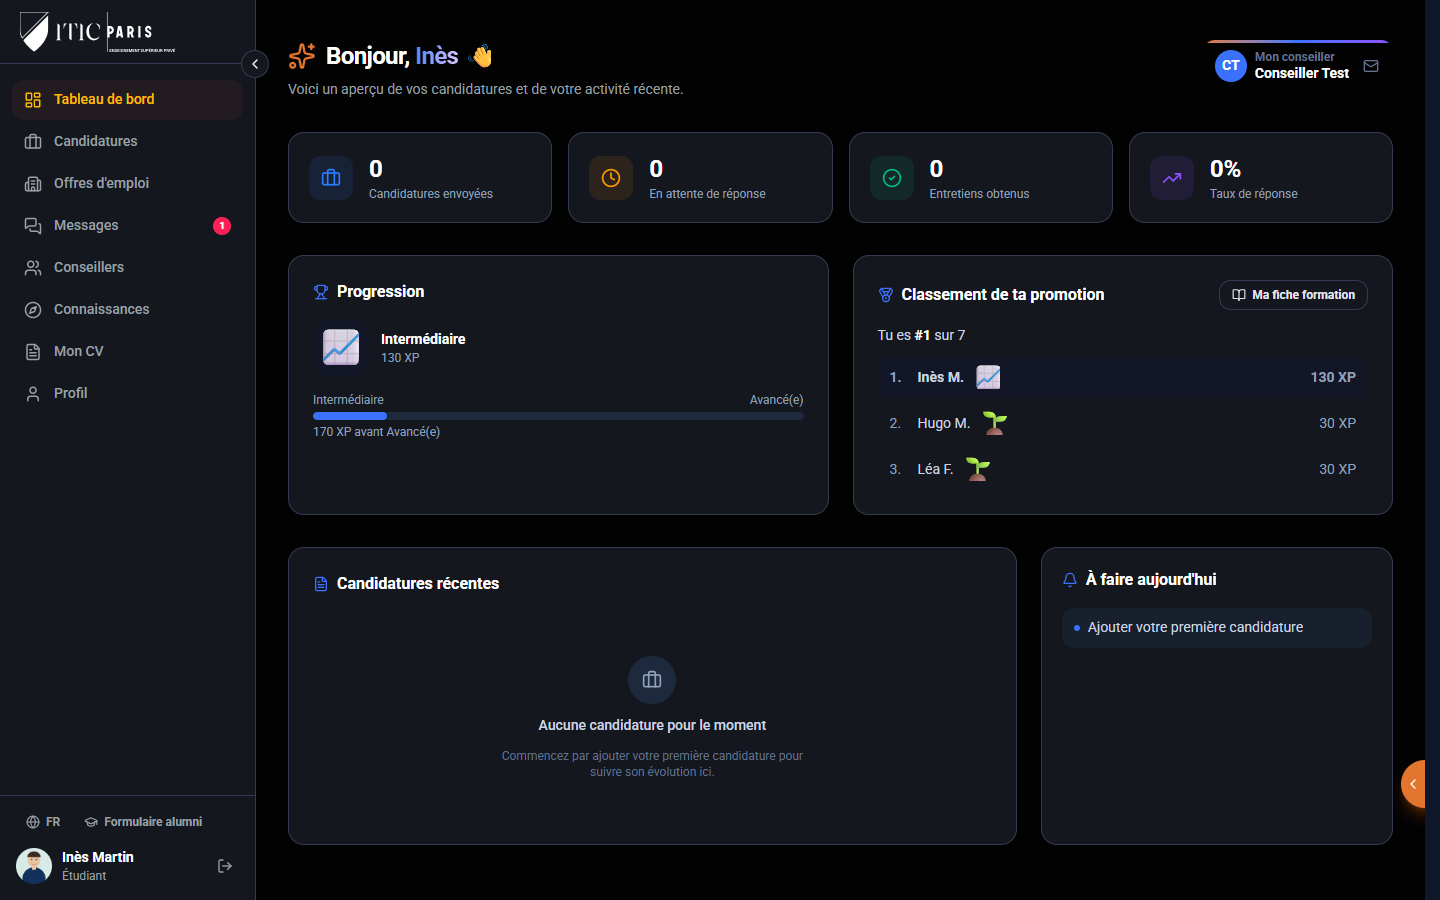 ITIC PARIS
ENSEIGNEMENT SUPÉRIEUR PRIVÉ
Tableau de bord
Candidatures
Offres d'emploi
Messages 1
Conseillers
Connaissances
Mon CV
Profil
FR Formulaire alumni
Inès Martin
Étudiant
Bonjour, Inès
Voici un aperçu de vos candidatures et de votre activité récente.
CT
Mon conseiller
Conseiller Test
0
Candidatures envoyées
0
En attente de réponse
0
Entretiens obtenus
0%
Taux de réponse
Progression
Intermédiaire
130 XP
Intermédiaire Avancé(e)
170 XP avant Avancé(e)
Classement de ta promotion
Ma fiche formation
Tu es #1 sur 7
1. Inès M. 130 XP
2. Hugo M. 30 XP
3. Léa F. 30 XP
Candidatures récentes
Aucune candidature pour le moment
Commencez par ajouter votre première candidature pour
suivre son évolution ici.
À faire aujourd'hui
Ajouter votre première candidature